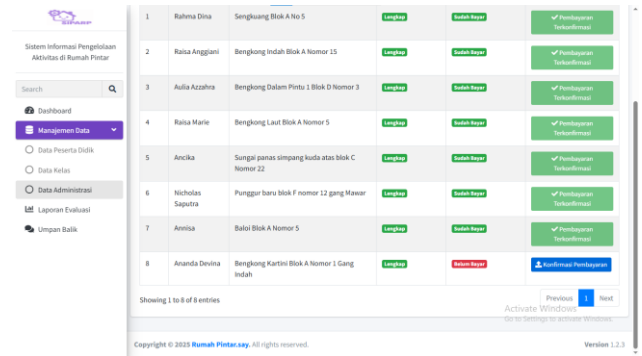 SIPAAR
Sistem Informasi Pengelolaan
Aktivitas di Rumah Pintar
Search
Dashboard
Manajemen Data
Data Peserta Didik
Data Kelas
Data Administrasi
Laporan Evaluasi
Umpan Balik
1 Rahma Dina Sengkuang Blok A No 5 Lengkap Sudah Bayar Pembayaran
Terkonfirmasi
2 Raisa Anggiani Bengkong Indah Blok A Nomor 15 Lengkap Sudah Bayar Pembayaran
Terkonfirmasi
3 Aulia Azzahra Bengkong Dalam Pintu 1 Blok D Nomor 3 Lengkap Sudah Bayar Pembayaran
Terkonfirmasi
4 Raisa Marie Bengkong Laut Blok A Nomor 5 Lengkap Sudah Bayar Pembayaran
Terkonfirmasi
5 Ancika Sungai panas simpang kuda atas blok C
Nomor 22 Lengkap Sudah Bayar Pembayaran
Terkonfirmasi
6 Nicholas
Saputra Punggur baru blok F nomor 12 gang Mawar Lengkap Sudah Bayar Pembayaran
Terkonfirmasi
7 Annisa Baloi Blok A Nomor 5 Lengkap Sudah Bayar Pembayaran
Terkonfirmasi
8 Ananda Devina Bengkong Kartini Blok A Nomor 1 Gang
Indah Lengkap Belum Bayar Konfirmasi Pembayaran
Showing 1 to 8 of 8 entries
Previous 1 Next
Activate Windows
Go to Settings to activate Windows.
Copyright © 2025 Rumah Pintar.say. All rights reserved.
Version 1.2.3